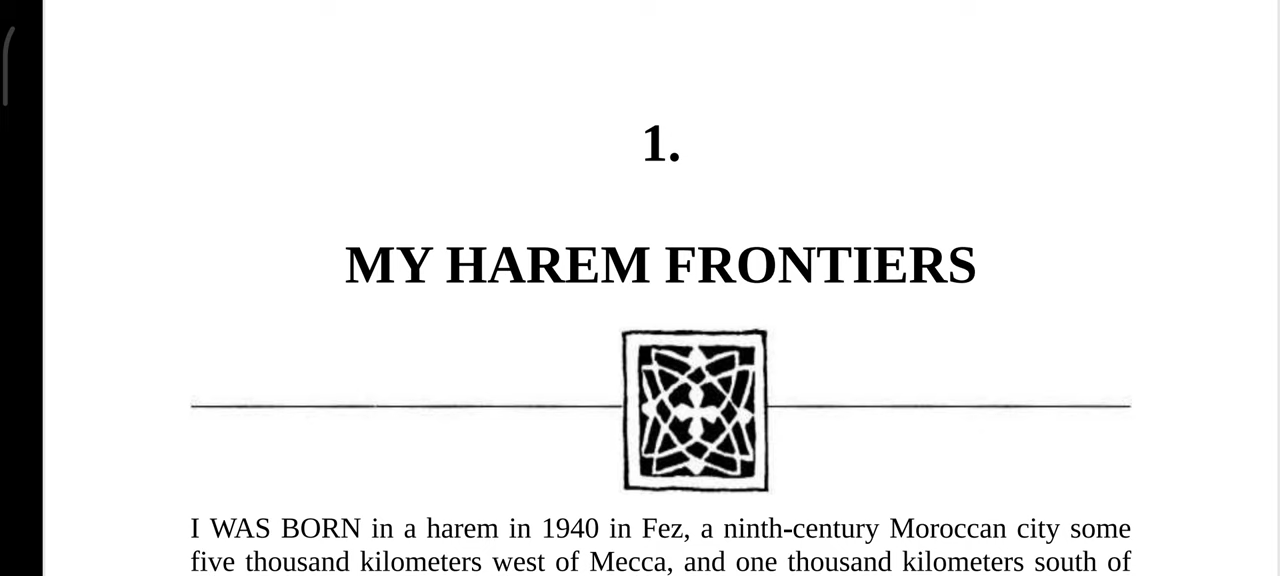 1.
MY HAREM FRONTIERS
I WAS BORN in a harem in 1940 in Fez, a ninth-century Moroccan city some
five thousand kilometers west of Mecca, and one thousand kilometers south of